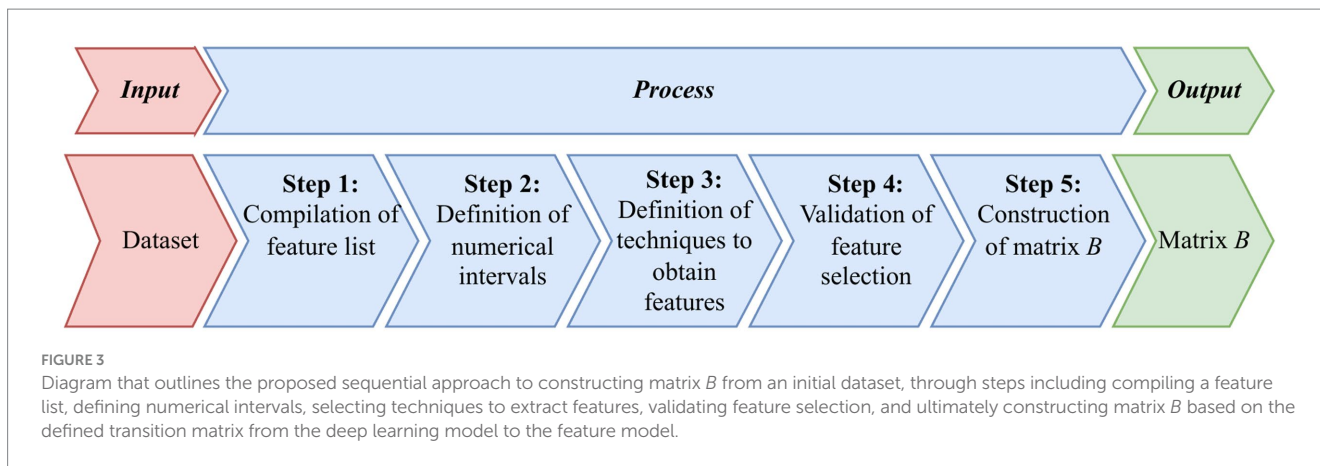 Input
Process
Output
Dataset
Step 1:
Compilation of
feature list
Step 2:
Definition of
numerical
intervals
Step 3:
Definition of
techniques to
obtain
features
Step 4:
Validation of
feature
selection
Step 5:
Construction
of matrix B
Matrix B
FIGURE 3
Diagram that outlines the proposed sequential approach to constructing matrix B from an initial dataset, through steps including compiling a feature
list, defining numerical intervals, selecting techniques to extract features, validating feature selection, and ultimately constructing matrix B based on the
defined transition matrix from the deep learning model to the feature model.